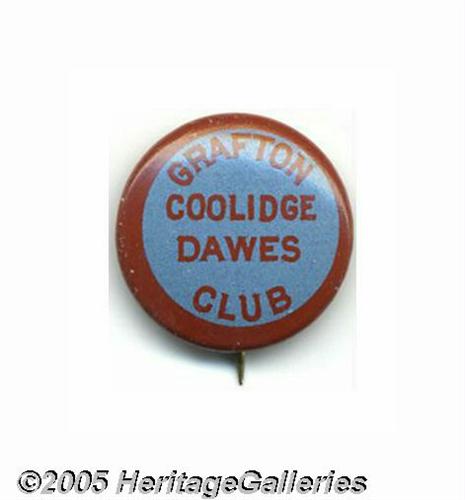 GRAFTON
COOLIDGE
DAWES
CLUB
©2005 HeritageGalleries